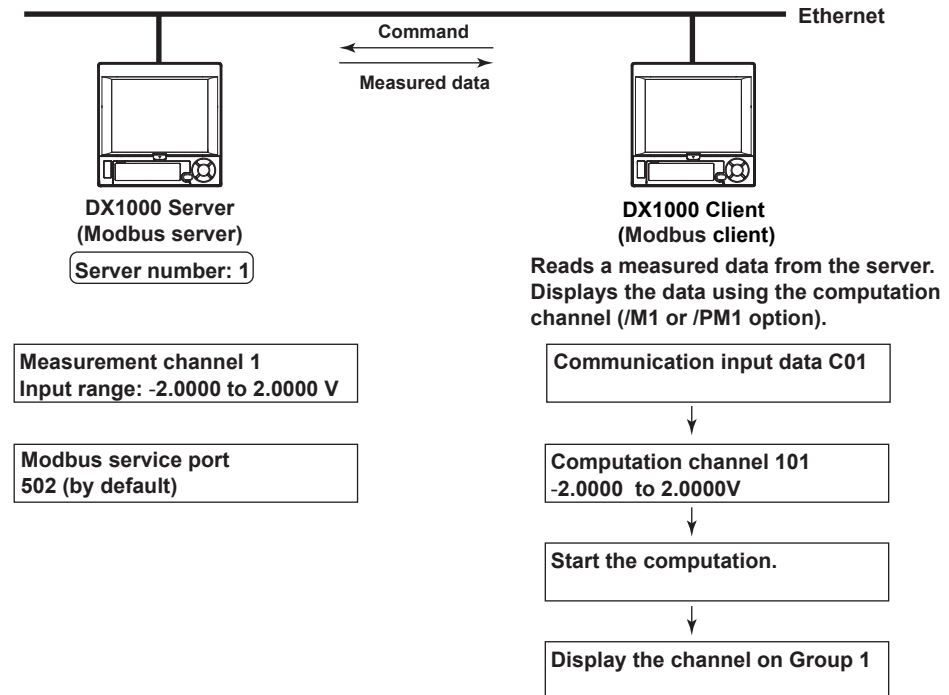 Ethernet
Command
Measured data
DX1000 Server
(Modbus server)
Server number: 1
DX1000 Client
(Modbus client)
Reads a measured data from the server.
Displays the data using the computation
channel (/M1 or /PM1 option).
Measurement channel 1
Input range: -2.0000 to 2.0000 V
Modbus service port
502 (by default)
Communication input data C01
Computation channel 101
-2.0000 to 2.0000V
Start the computation.
Display the channel on Group 1